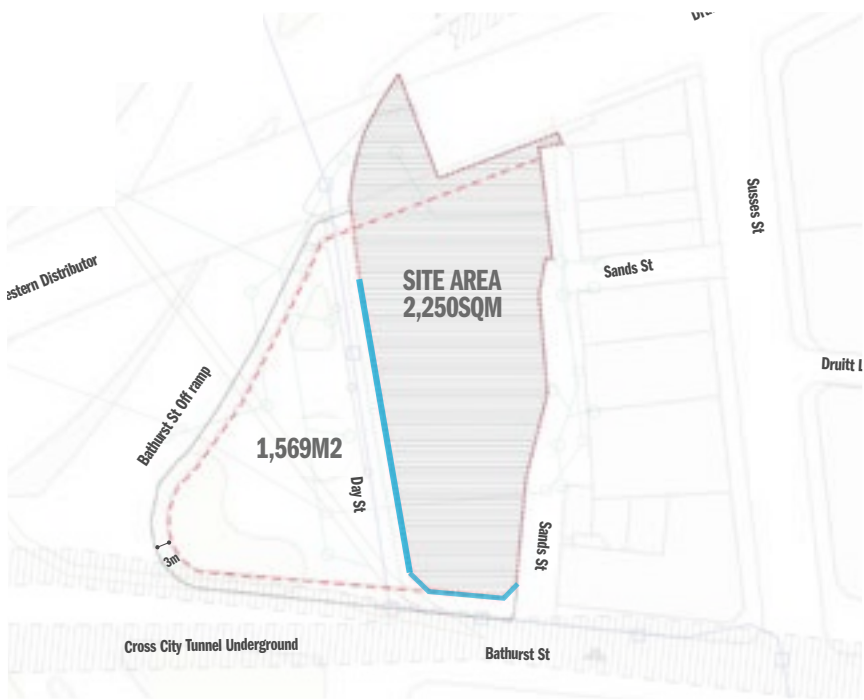 Susses St
Sands St
estern Distributor
SITE AREA
2,250SQM
Druitt L
Bathurst St Off ramp
1,569M2
Day St
Sands St
3m
Cross City Tunnel Underground
Bathurst St